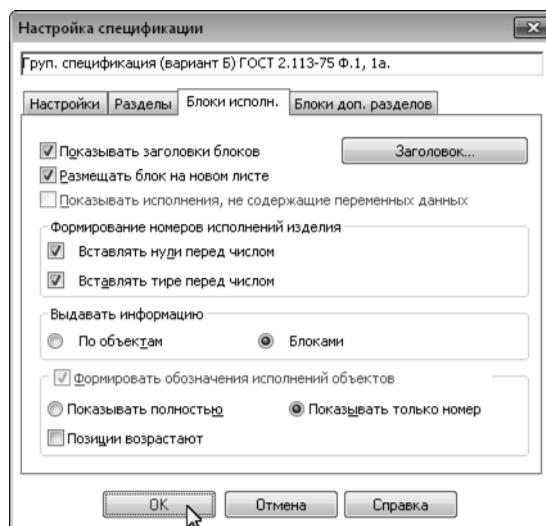 Настройка спецификации
Груп. спецификация (вариант Б) ГОСТ 2.113-75 Ф.1, 1а.
Настройки Разделы Блоки исполн. Блоки доп. разделов
Показывать заголовки блоков Заголовок...
Размещать блок на новом листе
Показывать исполнения, не содержащие переменных данных
Формирование номеров исполнений изделия
Вставлять нули перед числом
Вставлять тире перед числом
Выдавать информацию
По объектам Блоками
Формировать обозначения исполнений объектов
Показывать полностью Показывать только номер
Позиции возрастают
OK Отмена Справка